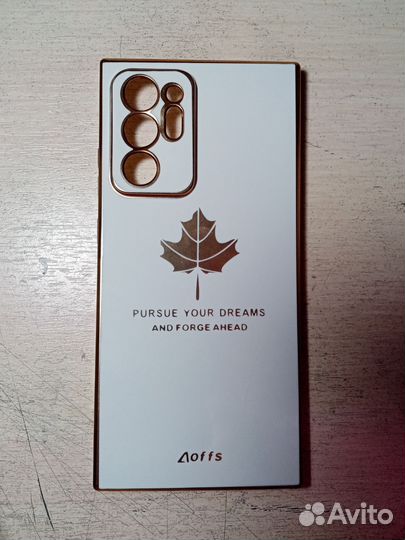 PURSUE YOUR DREAMS
AND FORGE AHEAD
Aoffs
Avito